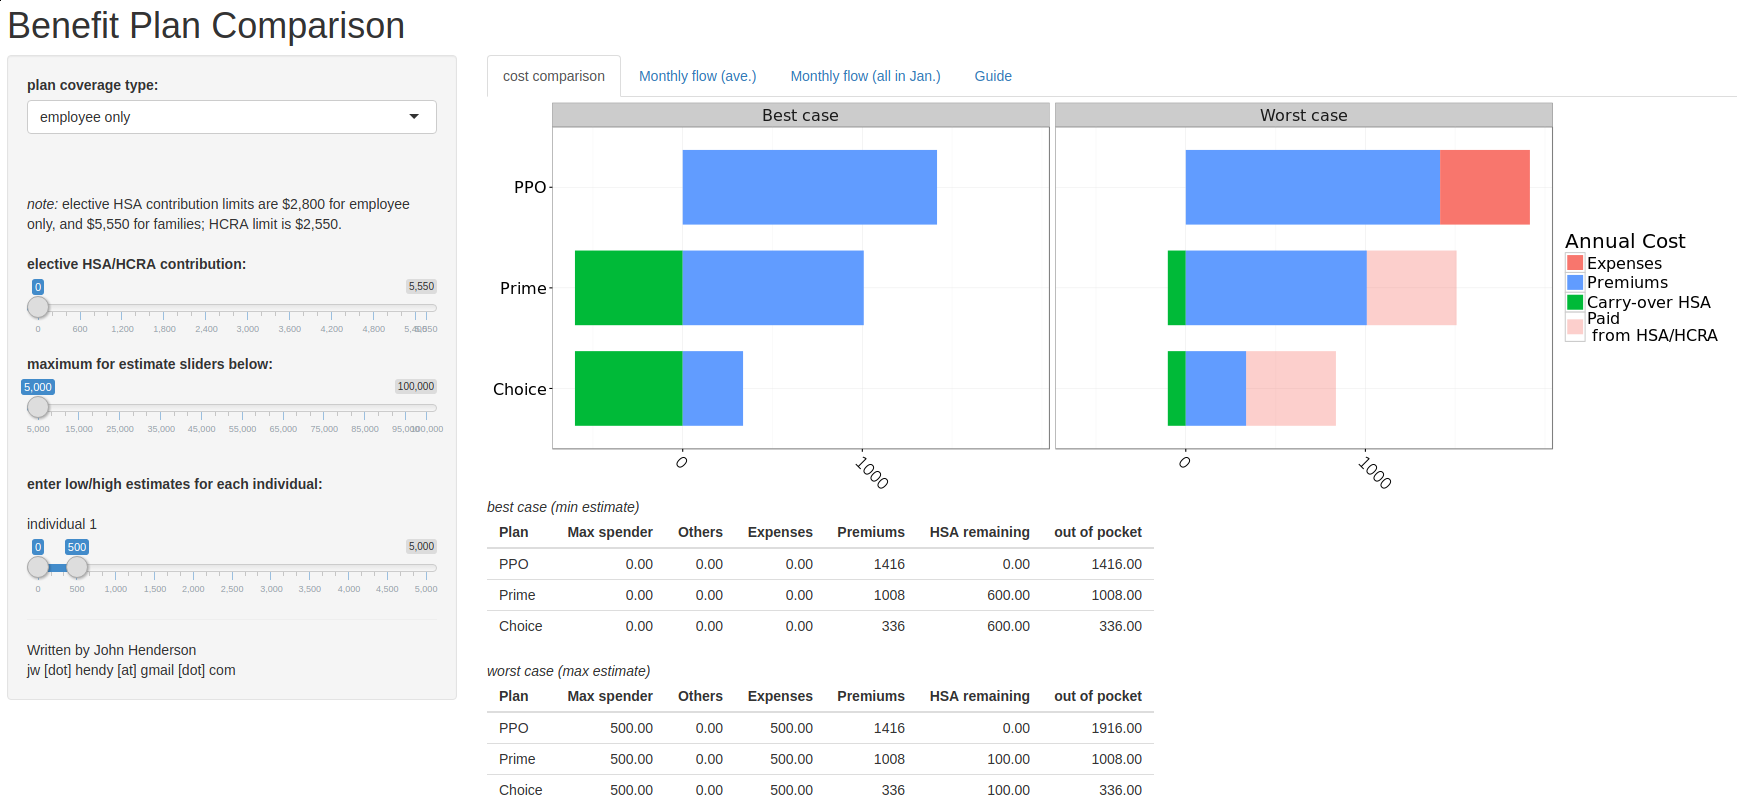 Benefit Plan Comparison
plan coverage type:
employee only
note: elective HSA contribution limits are $2,800 for employee
only, and $5,550 for families; HCRA limit is $2,550.
elective HSA/HCRA contribution:
0 5,550
0 600 1,200 1,800 2,400 3,000 3,600 4,200 4,800 5,550
maximum for estimate sliders below:
5,000 100,000
5,000 15,000 25,000 35,000 45,000 55,000 65,000 75,000 85,000 95,000 100,000
enter low/high estimates for each individual:
individual 1
0 500 5,000
0 500 1,000 1,500 2,000 2,500 3,000 3,500 4,000 4,500 5,000
Written by John Henderson
jw [dot] hendy [at] gmail [dot] com
cost comparison Monthly flow (ave.) Monthly flow (all in Jan.) Guide
Best case Worst case
PPO
Prime
Choice
0 1000 0 1000
Annual Cost
Expenses
Premiums
Carry-over HSA
Paid
from HSA/HCRA
best case (min estimate)
Plan Max spender Others Expenses Premiums HSA remaining out of pocket
PPO 0.00 0.00 0.00 1416 0.00 1416.00
Prime 0.00 0.00 0.00 1008 600.00 1008.00
Choice 0.00 0.00 0.00 336 600.00 336.00
worst case (max estimate)
Plan Max spender Others Expenses Premiums HSA remaining out of pocket
PPO 500.00 0.00 500.00 1416 0.00 1916.00
Prime 500.00 0.00 500.00 1008 100.00 1008.00
Choice 500.00 0.00 500.00 336 100.00 336.00